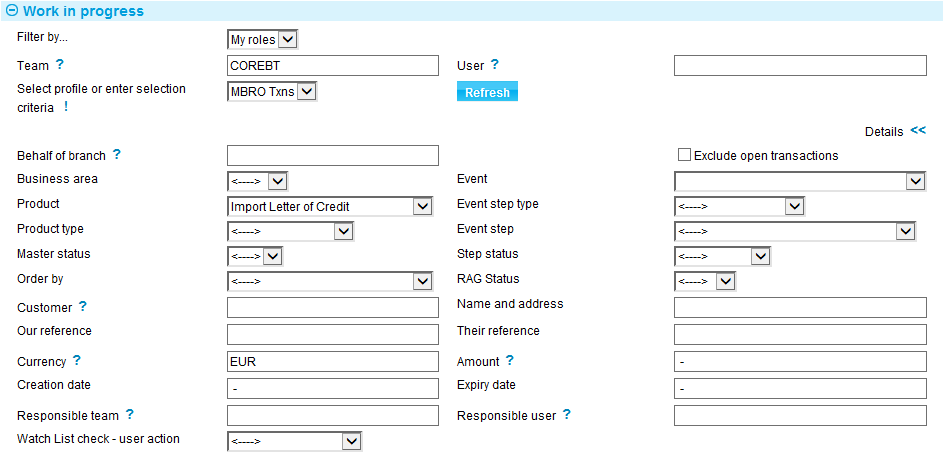 Work in progress
Filter by... My roles
Team ? COREBT User ?
Select profile or enter selection MBRO Txns Refresh
criteria !
Details <<
Behalf of branch ? Exclude open transactions
Business area <----> Event
Product Import Letter of Credit Event step type <---->
Product type <----> Event step <---->
Master status <----> Step status <---->
Order by <----> RAG Status <---->
Customer ? Name and address
Our reference Their reference
Currency ? EUR Amount ? -
Creation date - Expiry date -
Responsible team ? Responsible user ?
Watch List check - user action <---->